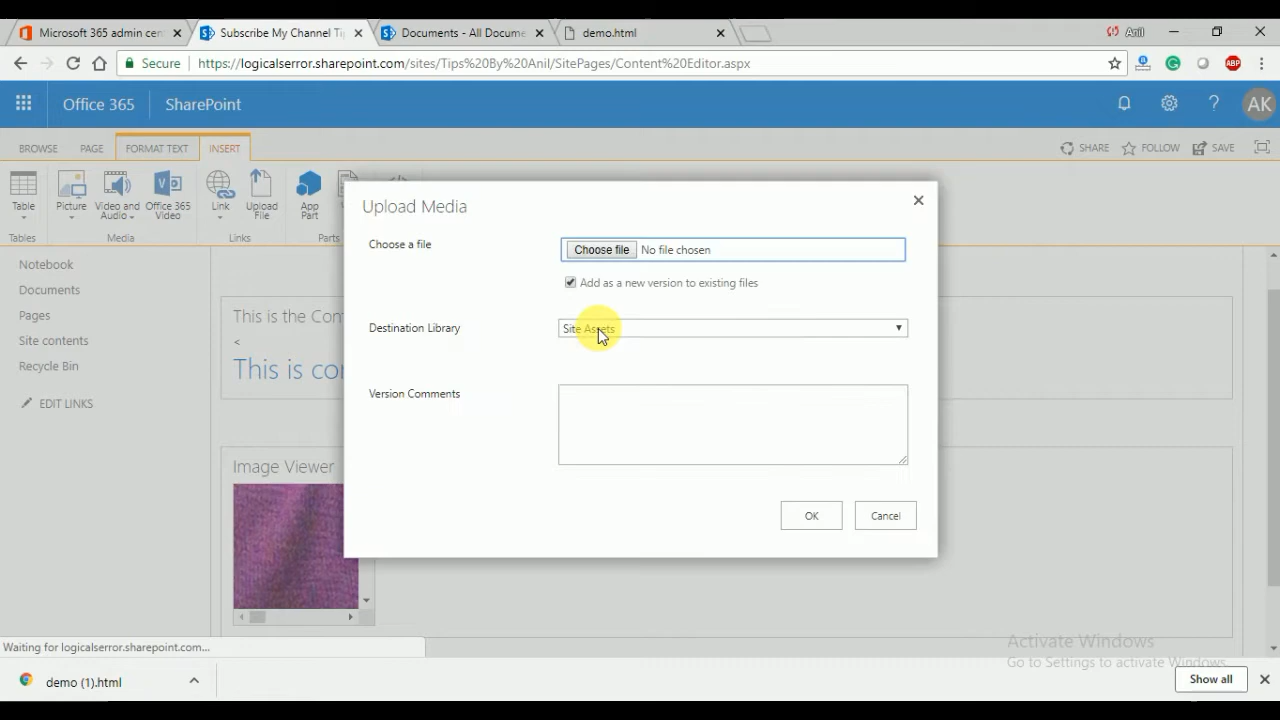 Microsoft 365 admin cen
Subscribe My Channel Ti
Documents - All Docume
demo.html
Anil
Secure
https://logicalserror.sharepoint.com/sites/Tips%20By%20Anil/SitePages/Content%20Editor.aspx
ABP
Office 365
SharePoint
?
AK
BROWSE
PAGE
FORMAT TEXT
INSERT
SHARE
FOLLOW
SAVE
Table
Picture
Video and Audio
Office 365 Video
Link
Upload File
App Part
Tables
Media
Links
Parts
Upload Media
Choose a file
Choose file
No file chosen
Add as a new version to existing files
Destination Library
Site Assets
Version Comments
OK
Cancel
Notebook
Documents
Pages
Site contents
Recycle Bin
EDIT LINKS
This is the Con
<
This is co
Image Viewer
Waiting for logicalserror.sharepoint.com...
Activate Windows
Go to Settings to activate Windows.
demo (1).html
Show all